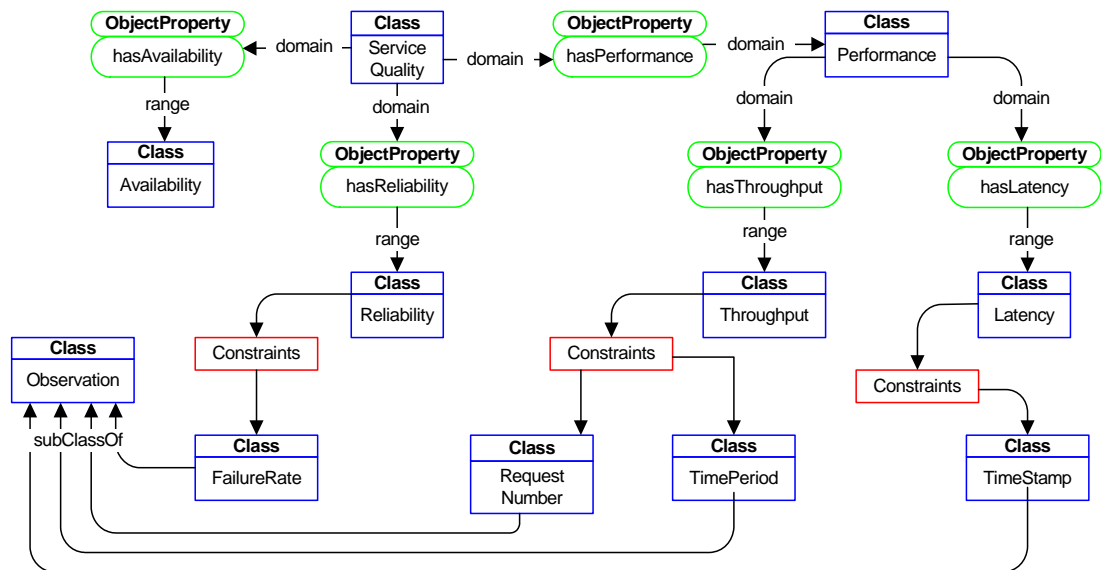 ObjectProperty
hasAvailability
domain
Class
Service
Quality
domain
ObjectProperty
hasPerformance
domain
Class
Performance
range
domain
domain
domain
Class
Availability
ObjectProperty
hasReliability
ObjectProperty
hasThroughput
ObjectProperty
hasLatency
range
range
range
Class
Reliability
Class
Throughput
Class
Latency
Constraints
Constraints
Constraints
Class
Observation
subClassOf
Class
FailureRate
Class
Request
Number
Class
TimePeriod
Class
TimeStamp